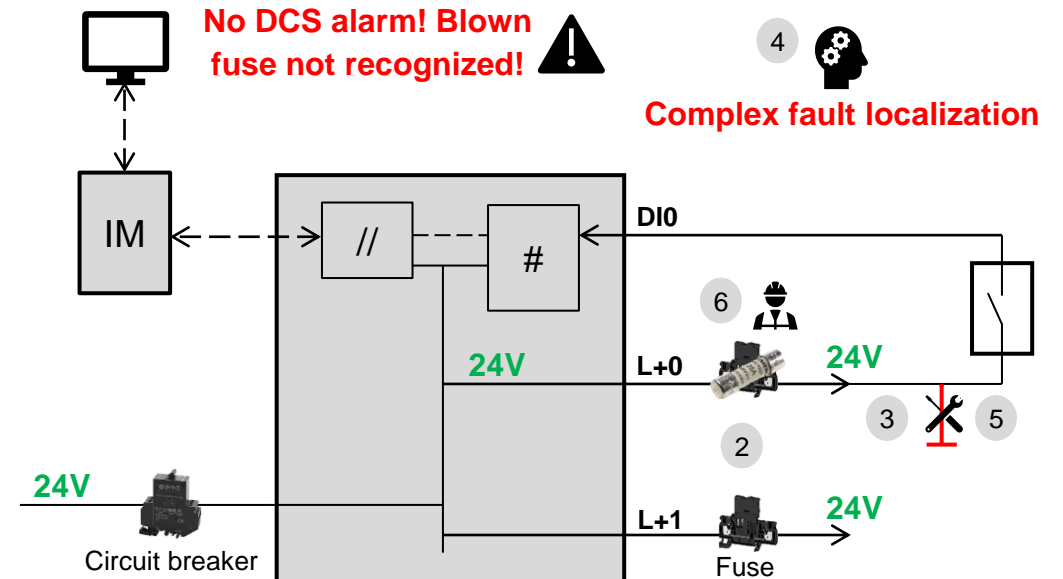 No DCS alarm! Blown
fuse not recognized!
4
Complex fault localization
IM
//
#
DI0
6
24V
L+0
24V
3
5
2
24V
L+1
24V
Circuit breaker
Fuse